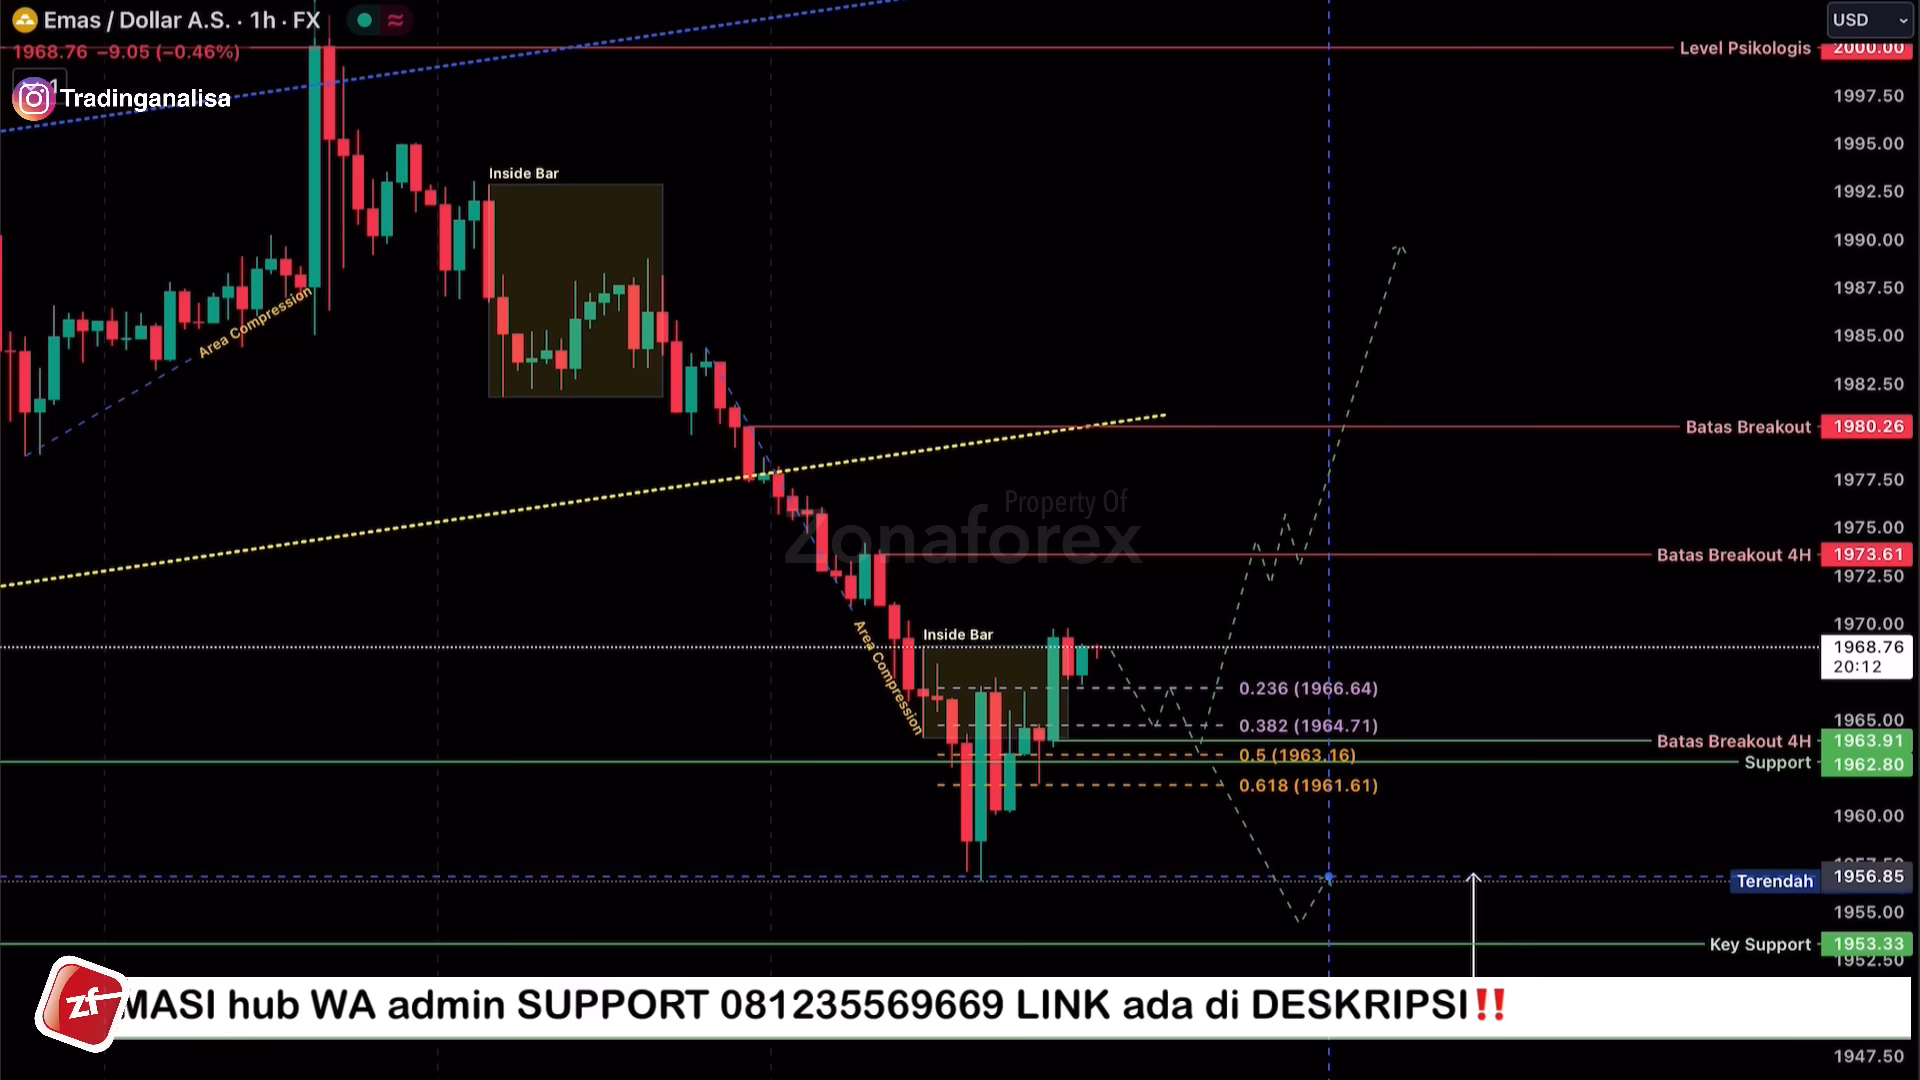 Emas / Dollar A.S. · 1h · FX
USD
1968.76 −9.05 (−0.46%)
Tradinganalisa
Level Psikologis 2000.00
1997.50
1995.00
Inside Bar
1992.50
1990.00
1987.50
Area Compression
1985.00
1982.50
Batas Breakout 1980.26
1977.50
Property Of
Zonaforex
1975.00
Batas Breakout 4H 1973.61
1972.50
1970.00
Inside Bar
Area Compression
1968.76
20:12
0.236 (1966.64)
0.382 (1964.71)
1965.00
Batas Breakout 4H 1963.91
0.5 (1963.16)
Support 1962.80
0.618 (1961.61)
1960.00
1957.50
Terendah 1956.85
1955.00
Key Support 1953.33
1952.50
zf
MASI hub WA admin SUPPORT 081235569669 LINK ada di DESKRIPSI‼
1947.50